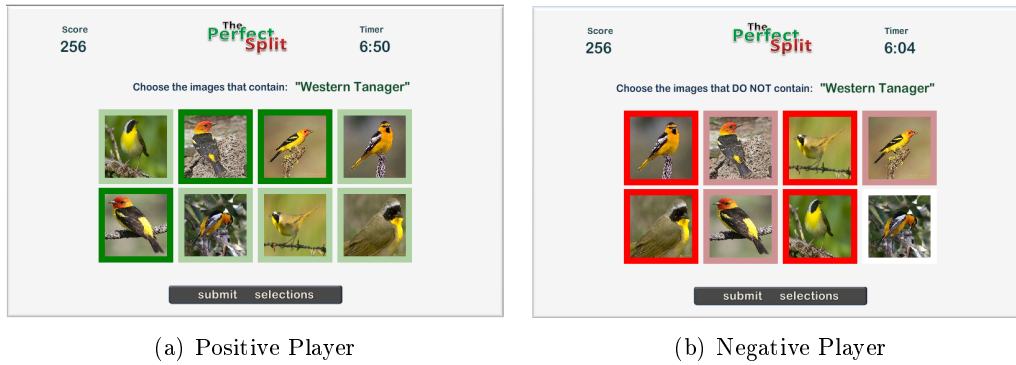 Score
256
The
Perfect
Split
Timer
6:50
Choose the images that contain: "Western Tanager"
submit selections
(a) Positive Player
Score
256
The
Perfect
Split
Timer
6:04
Choose the images that DO NOT contain: "Western Tanager"
submit selections
(b) Negative Player